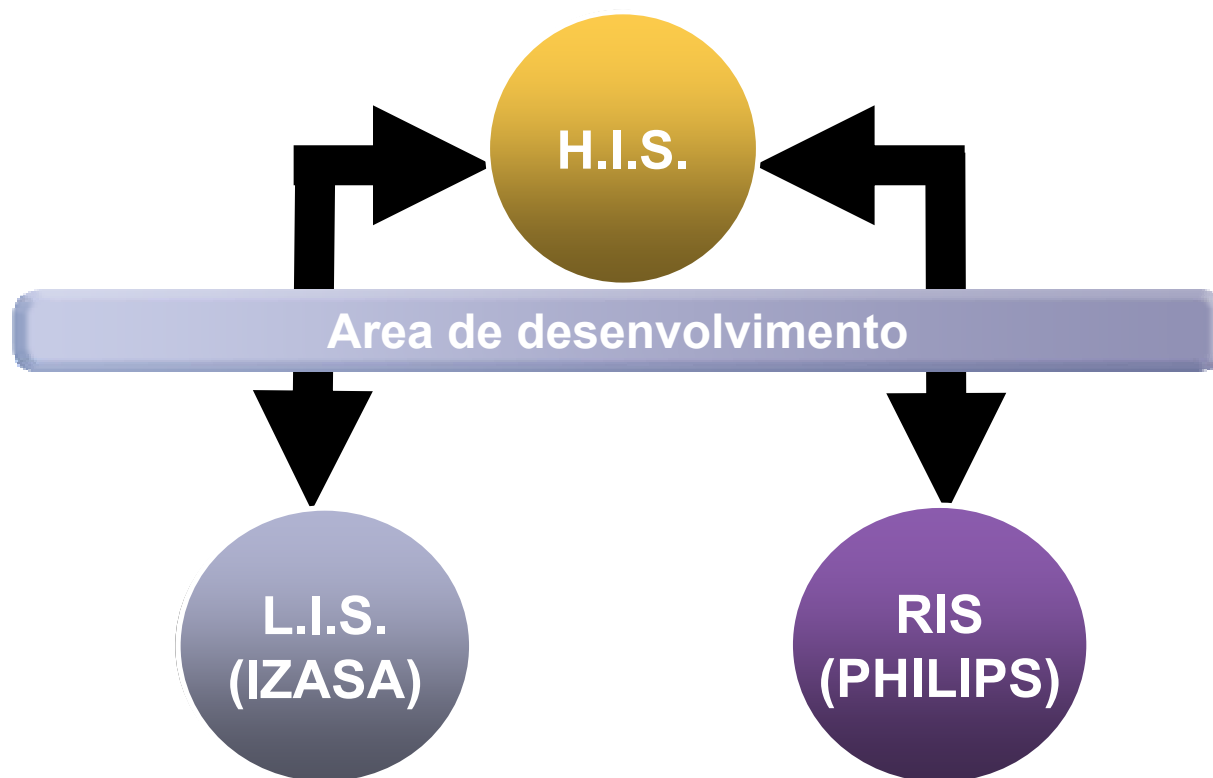 H.I.S.
Area de desenvolvimento
L.I.S.
(IZASA)
RIS
(PHILIPS)